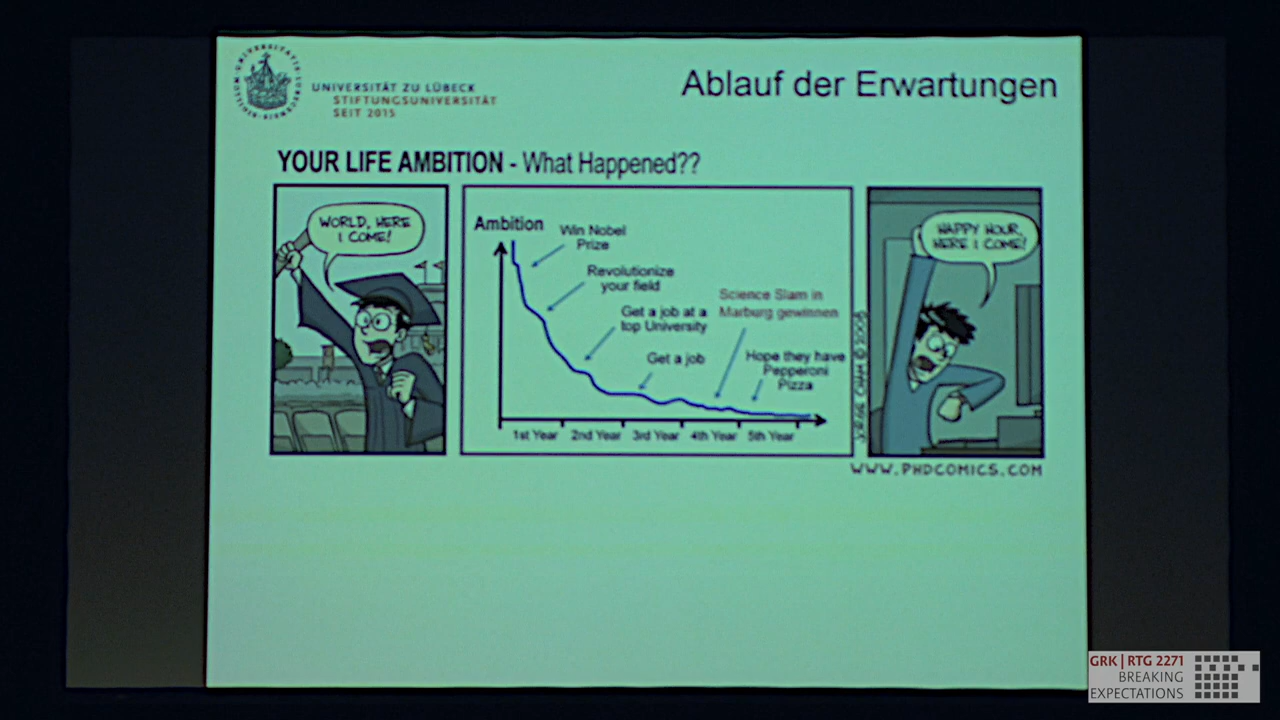 UNIVERSITÄT ZU LÜBECK
STIFTUNGSUNIVERSITÄT
SEIT 2015
Ablauf der Erwartungen
YOUR LIFE AMBITION - What Happened??
WORLD, HERE
I COME!
Ambition
Win Nobel
Prize
Revolutionize
your field
Get a job at a
top University
Get a job
Science Slam in
Marburg gewinnen
Hope they have
Pepperoni
Pizza
1st Year 2nd Year 3rd Year 4th Year 5th Year
JORGE CHAM © 2005
HAPPY HOUR,
HERE I COME!
WWW.PHDCOMICS.COM
GRK | RTG 2271
BREAKING
EXPECTATIONS